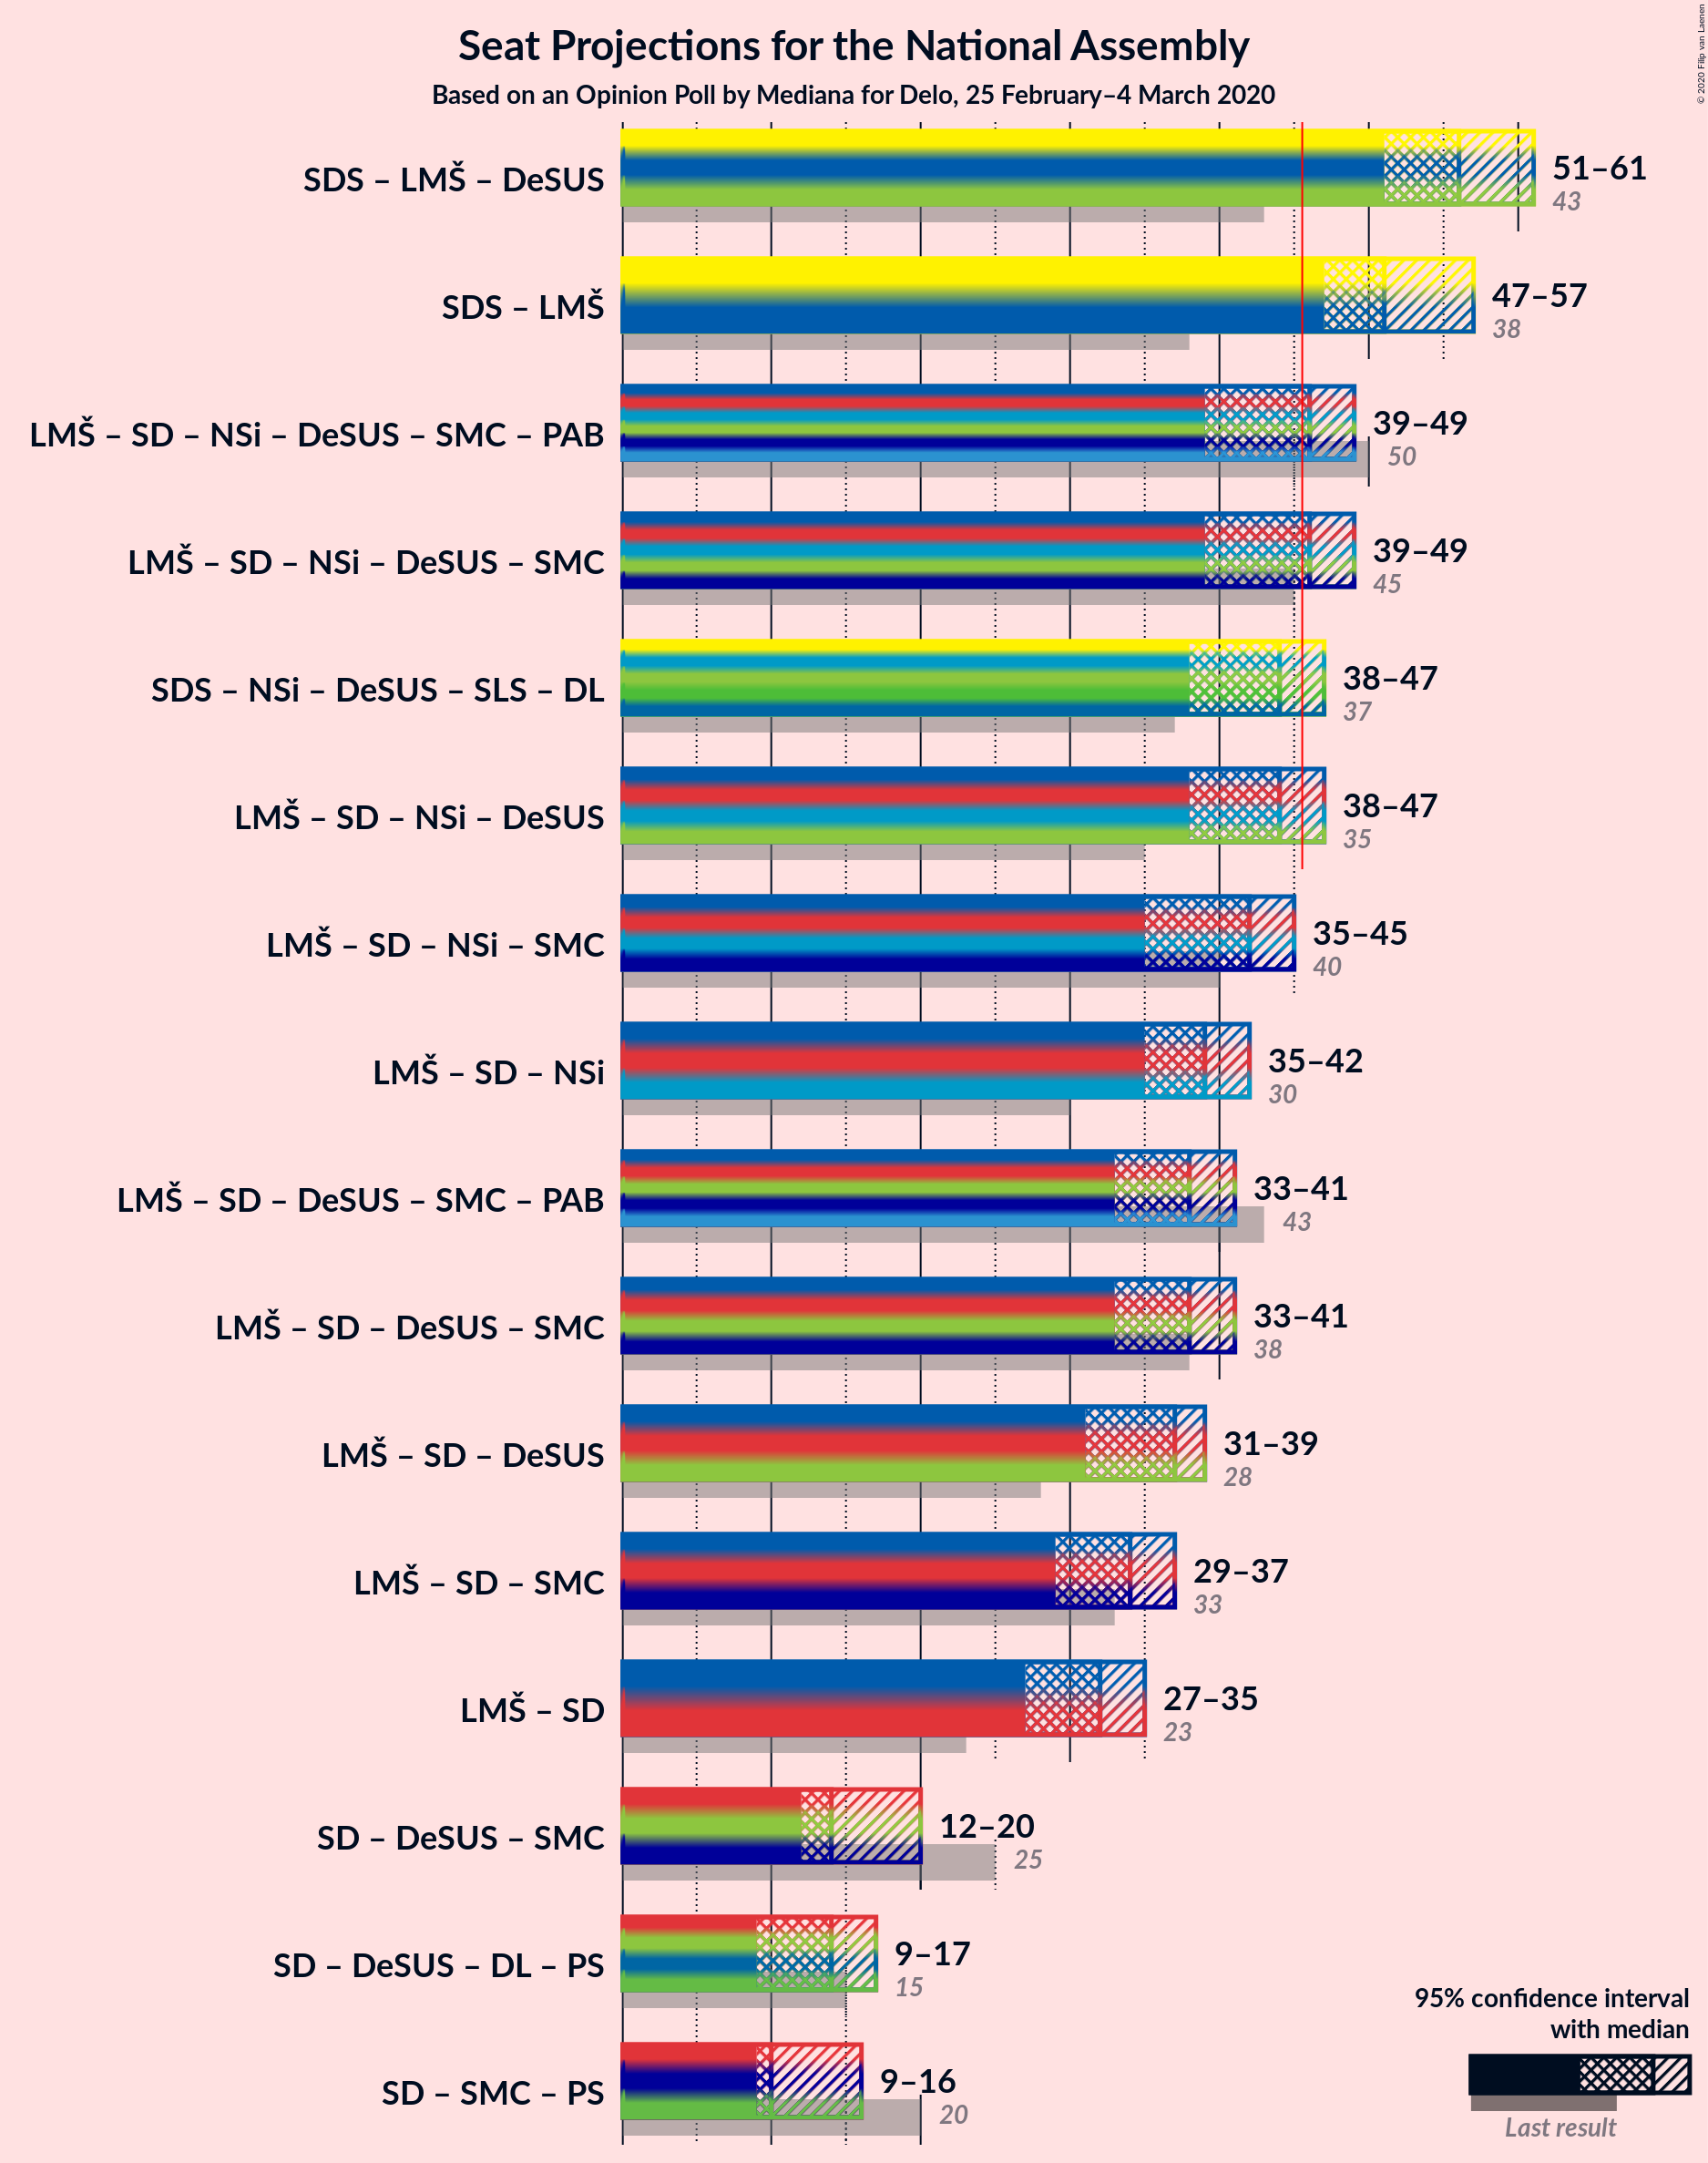 Seat Projections for the National Assembly
Based on an Opinion Poll by Mediana for Delo, 25 February–4 March 2020
© 2020 Filip van Laenen
SDS – LMŠ – DeSUS
51–61
43
SDS – LMŠ
47–57
38
LMŠ – SD – NSi – DeSUS – SMC – PAB
39–49
50
LMŠ – SD – NSi – DeSUS – SMC
39–49
45
SDS – NSi – DeSUS – SLS – DL
38–47
37
LMŠ – SD – NSi – DeSUS
38–47
35
LMŠ – SD – NSi – SMC
35–45
40
LMŠ – SD – NSi
35–42
30
LMŠ – SD – DeSUS – SMC – PAB
33–41
43
LMŠ – SD – DeSUS – SMC
33–41
38
LMŠ – SD – DeSUS
31–39
28
LMŠ – SD – SMC
29–37
33
LMŠ – SD
27–35
23
SD – DeSUS – SMC
12–20
25
SD – DeSUS – DL – PS
9–17
15
SD – SMC – PS
9–16
20
95% confidence interval
with median
Last result